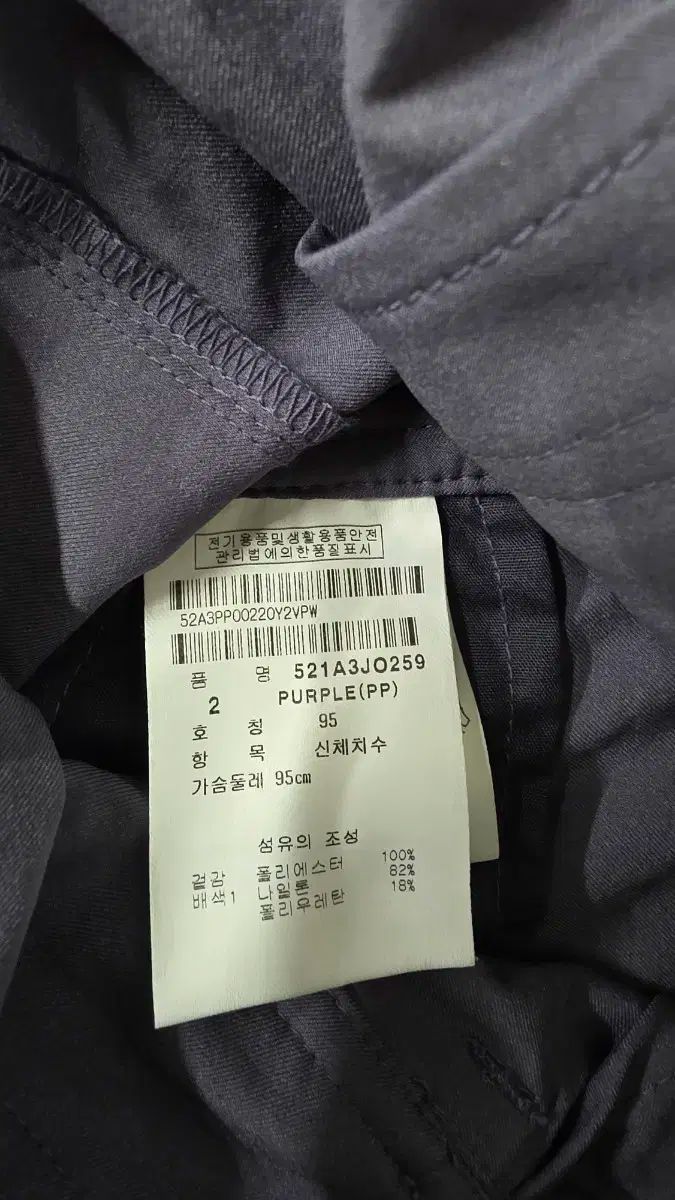 전기용품및생활용품안전
관리법에의한품질표시
52A3PP00220Y2VPW
품 명 521A3JO259
2 PURPLE(PP)
호 칭 95
항 목 신체치수
가슴둘레 95cm
섬유의 조성
겉감 폴리에스터 100%
배색1 나일론 82%
폴리우레탄 18%